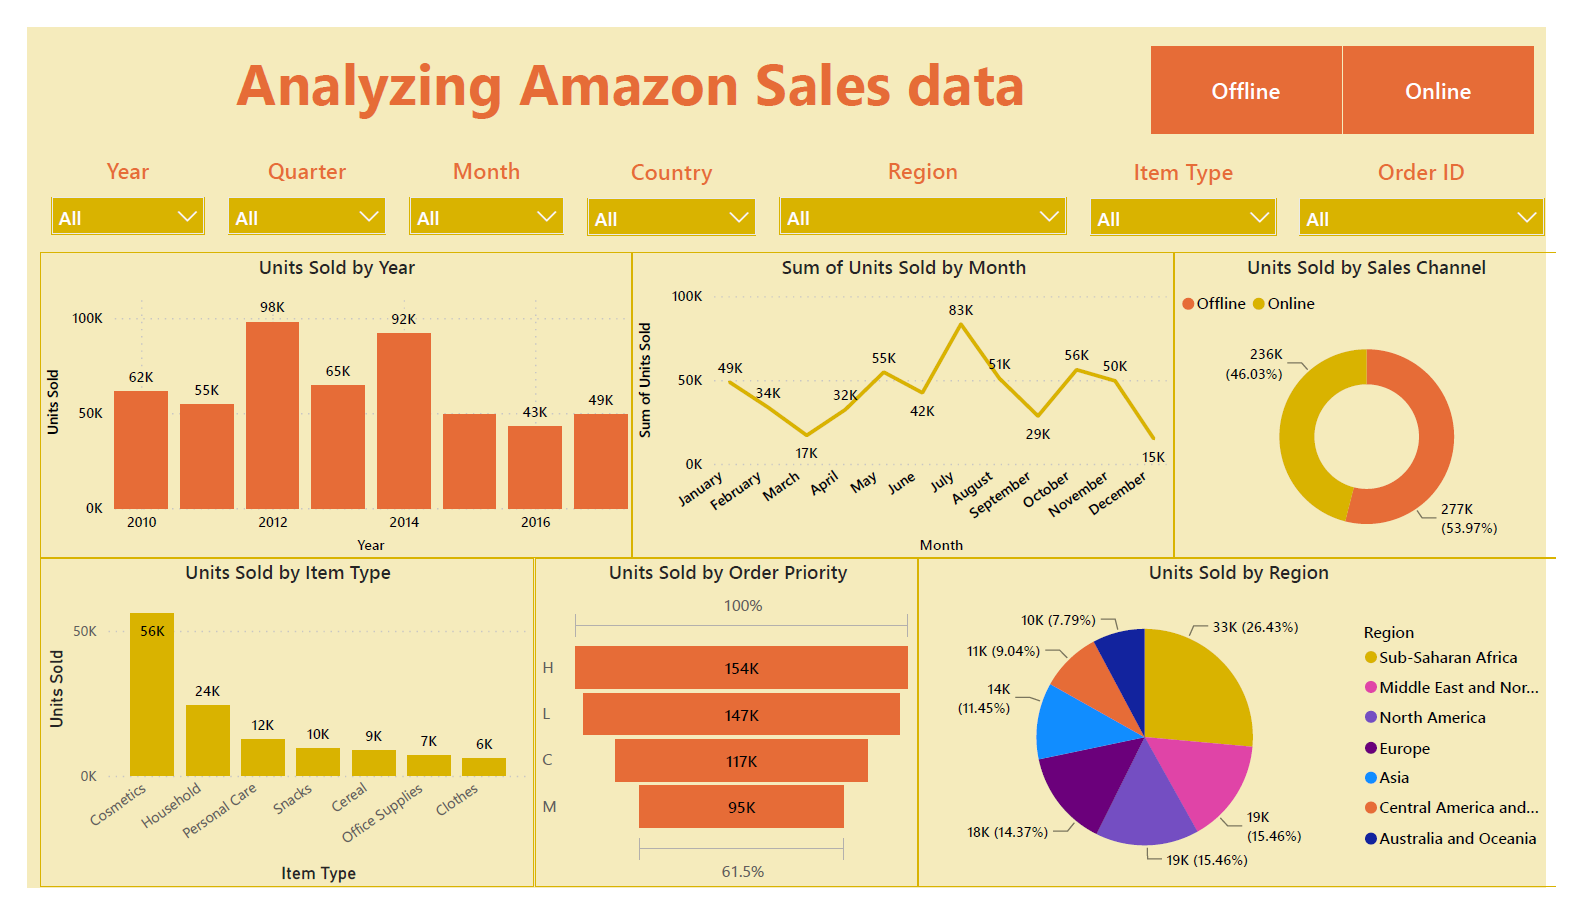 Analyzing Amazon Sales data
Offline
Online
Year
Quarter
Month
Country
Region
Item Type
Order ID
All
All
All
All
All
All
All
Units Sold by Year
Units Sold
100K
50K
0K
62K
55K
98K
65K
92K
43K
49K
2010
2012
2014
2016
Year
Sum of Units Sold by Month
Sum of Units Sold
100K
50K
0K
49K
34K
17K
32K
55K
42K
83K
51K
29K
56K
50K
15K
January
February
March
April
May
June
July
August
September
October
November
December
Month
Units Sold by Sales Channel
Offline
Online
236K
(46.03%)
277K
(53.97%)
Units Sold by Item Type
Units Sold
50K
0K
56K
24K
12K
10K
9K
7K
6K
Cosmetics
Household
Personal Care
Snacks
Cereal
Office Supplies
Clothes
Item Type
Units Sold by Order Priority
100%
H
154K
L
147K
C
117K
M
95K
61.5%
Units Sold by Region
10K (7.79%)
33K (26.43%)
11K (9.04%)
14K
(11.45%)
18K (14.37%)
19K
(15.46%)
19K (15.46%)
Region
Sub-Saharan Africa
Middle East and Nor...
North America
Europe
Asia
Central America and...
Australia and Oceania